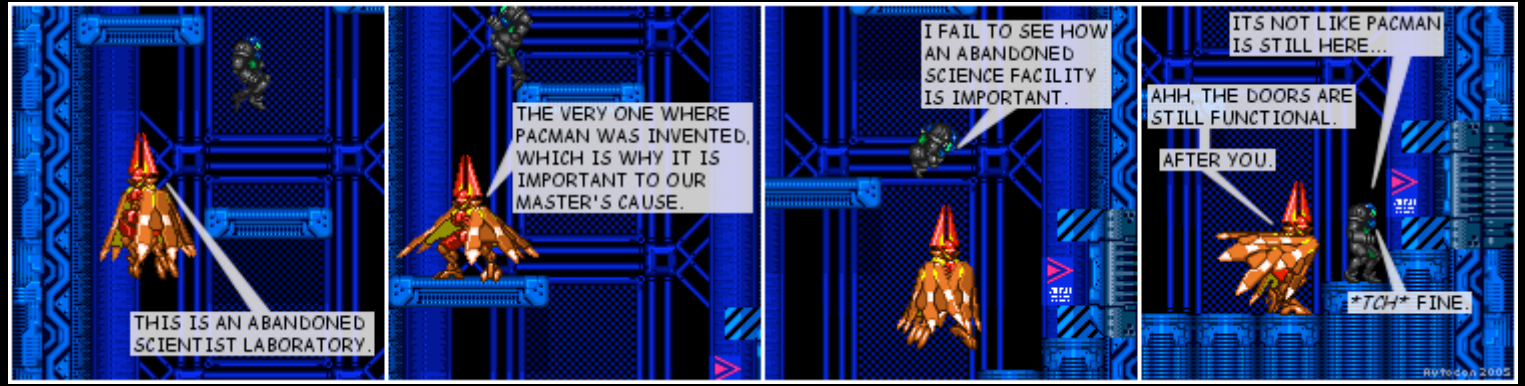 THIS IS AN ABANDONED
SCIENTIST LABORATORY.
THE VERY ONE WHERE
PACMAN WAS INVENTED,
WHICH IS WHY IT IS
IMPORTANT TO OUR
MASTER'S CAUSE.
I FAIL TO SEE HOW
AN ABANDONED
SCIENCE FACILITY
IS IMPORTANT.
ITS NOT LIKE PACMAN
IS STILL HERE...
AHH, THE DOORS ARE
STILL FUNCTIONAL.
AFTER YOU.
*TCH* FINE.
Autocon 2005